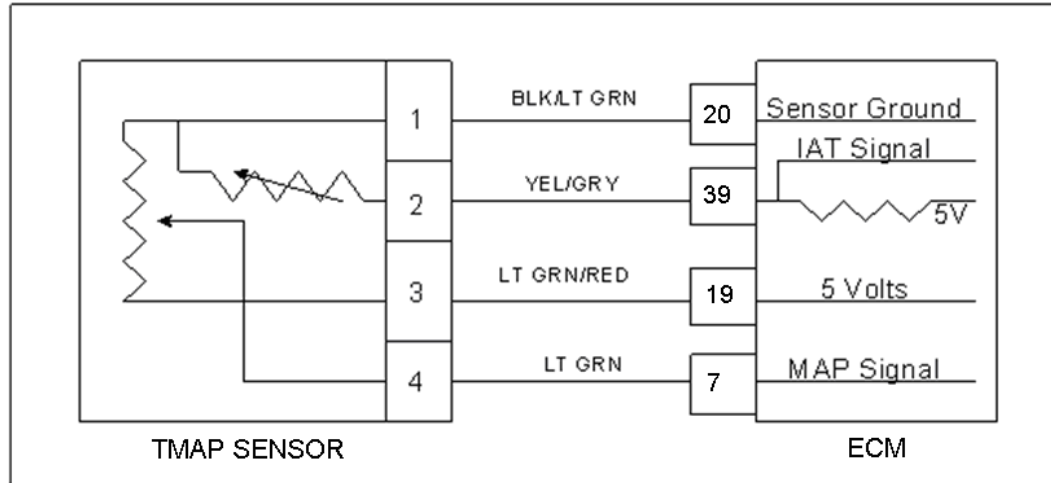 1 BLK/LT GRN 20 Sensor Ground
IAT Signal
2 YEL/GRY 39 5V
3 LT GRN/RED 19 5 Volts
4 LT GRN 7 MAP Signal
TMAP SENSOR ECM